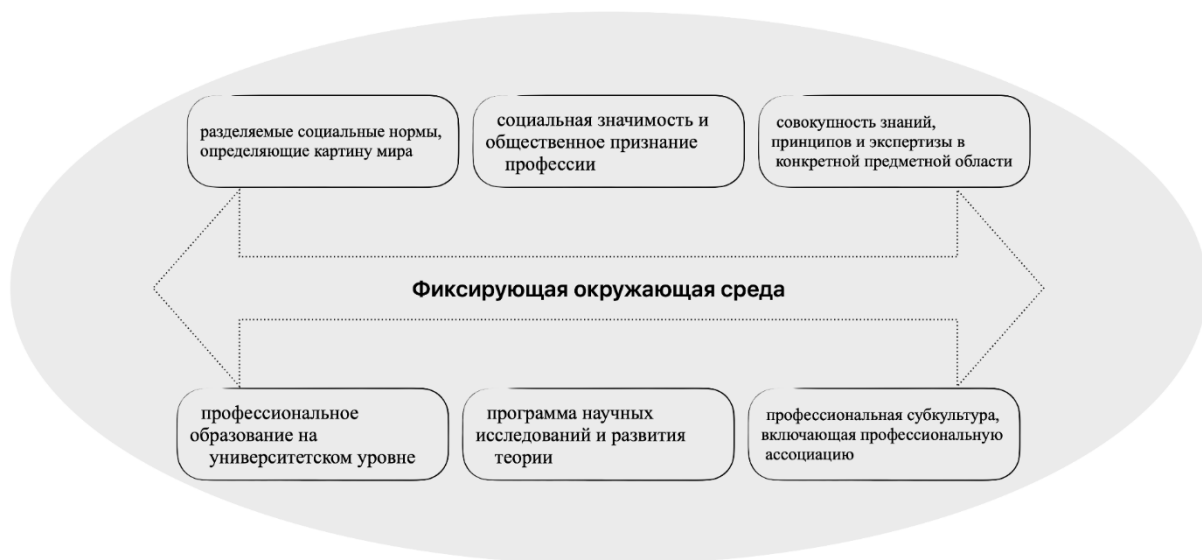 разделяемые социальные нормы,
определяющие картину мира
социальная значимость и
общественное признание
профессии
совокупность знаний,
принципов и экспертизы в
конкретной предметной области
Фиксирующая окружающая среда
профессиональное
образование на
университетском уровне
программа научных
исследований и развития
теории
профессиональная субкультура,
включающая профессиональную
ассоциацию